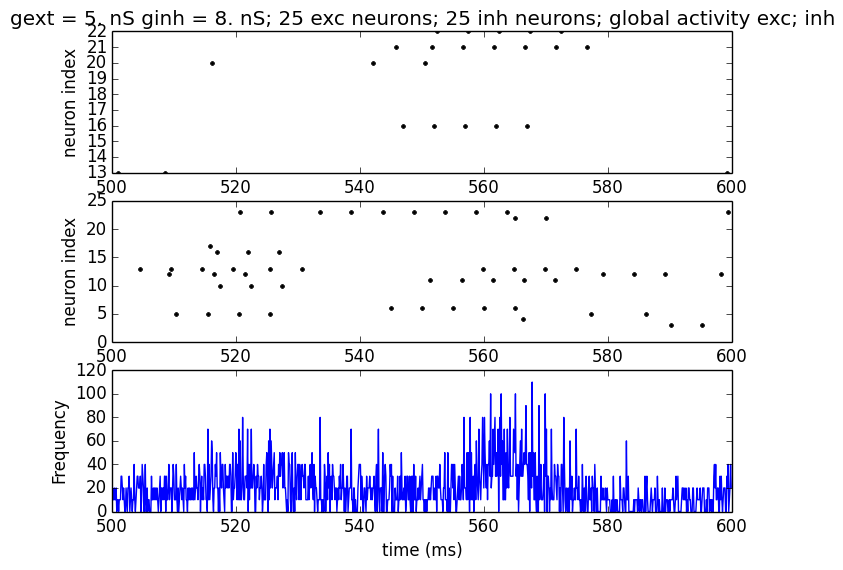 gext = 5. nS ginh = 8. nS; 25 exc neurons; 25 inh neurons; global activity exc; inh
neuron index
22
21
20
19
18
17
16
15
14
13
500 520 540 560 580 600
neuron index
25
20
15
10
5
0
500 520 540 560 580 600
Frequency
120
100
80
60
40
20
0
500 520 540 560 580 600
time (ms)